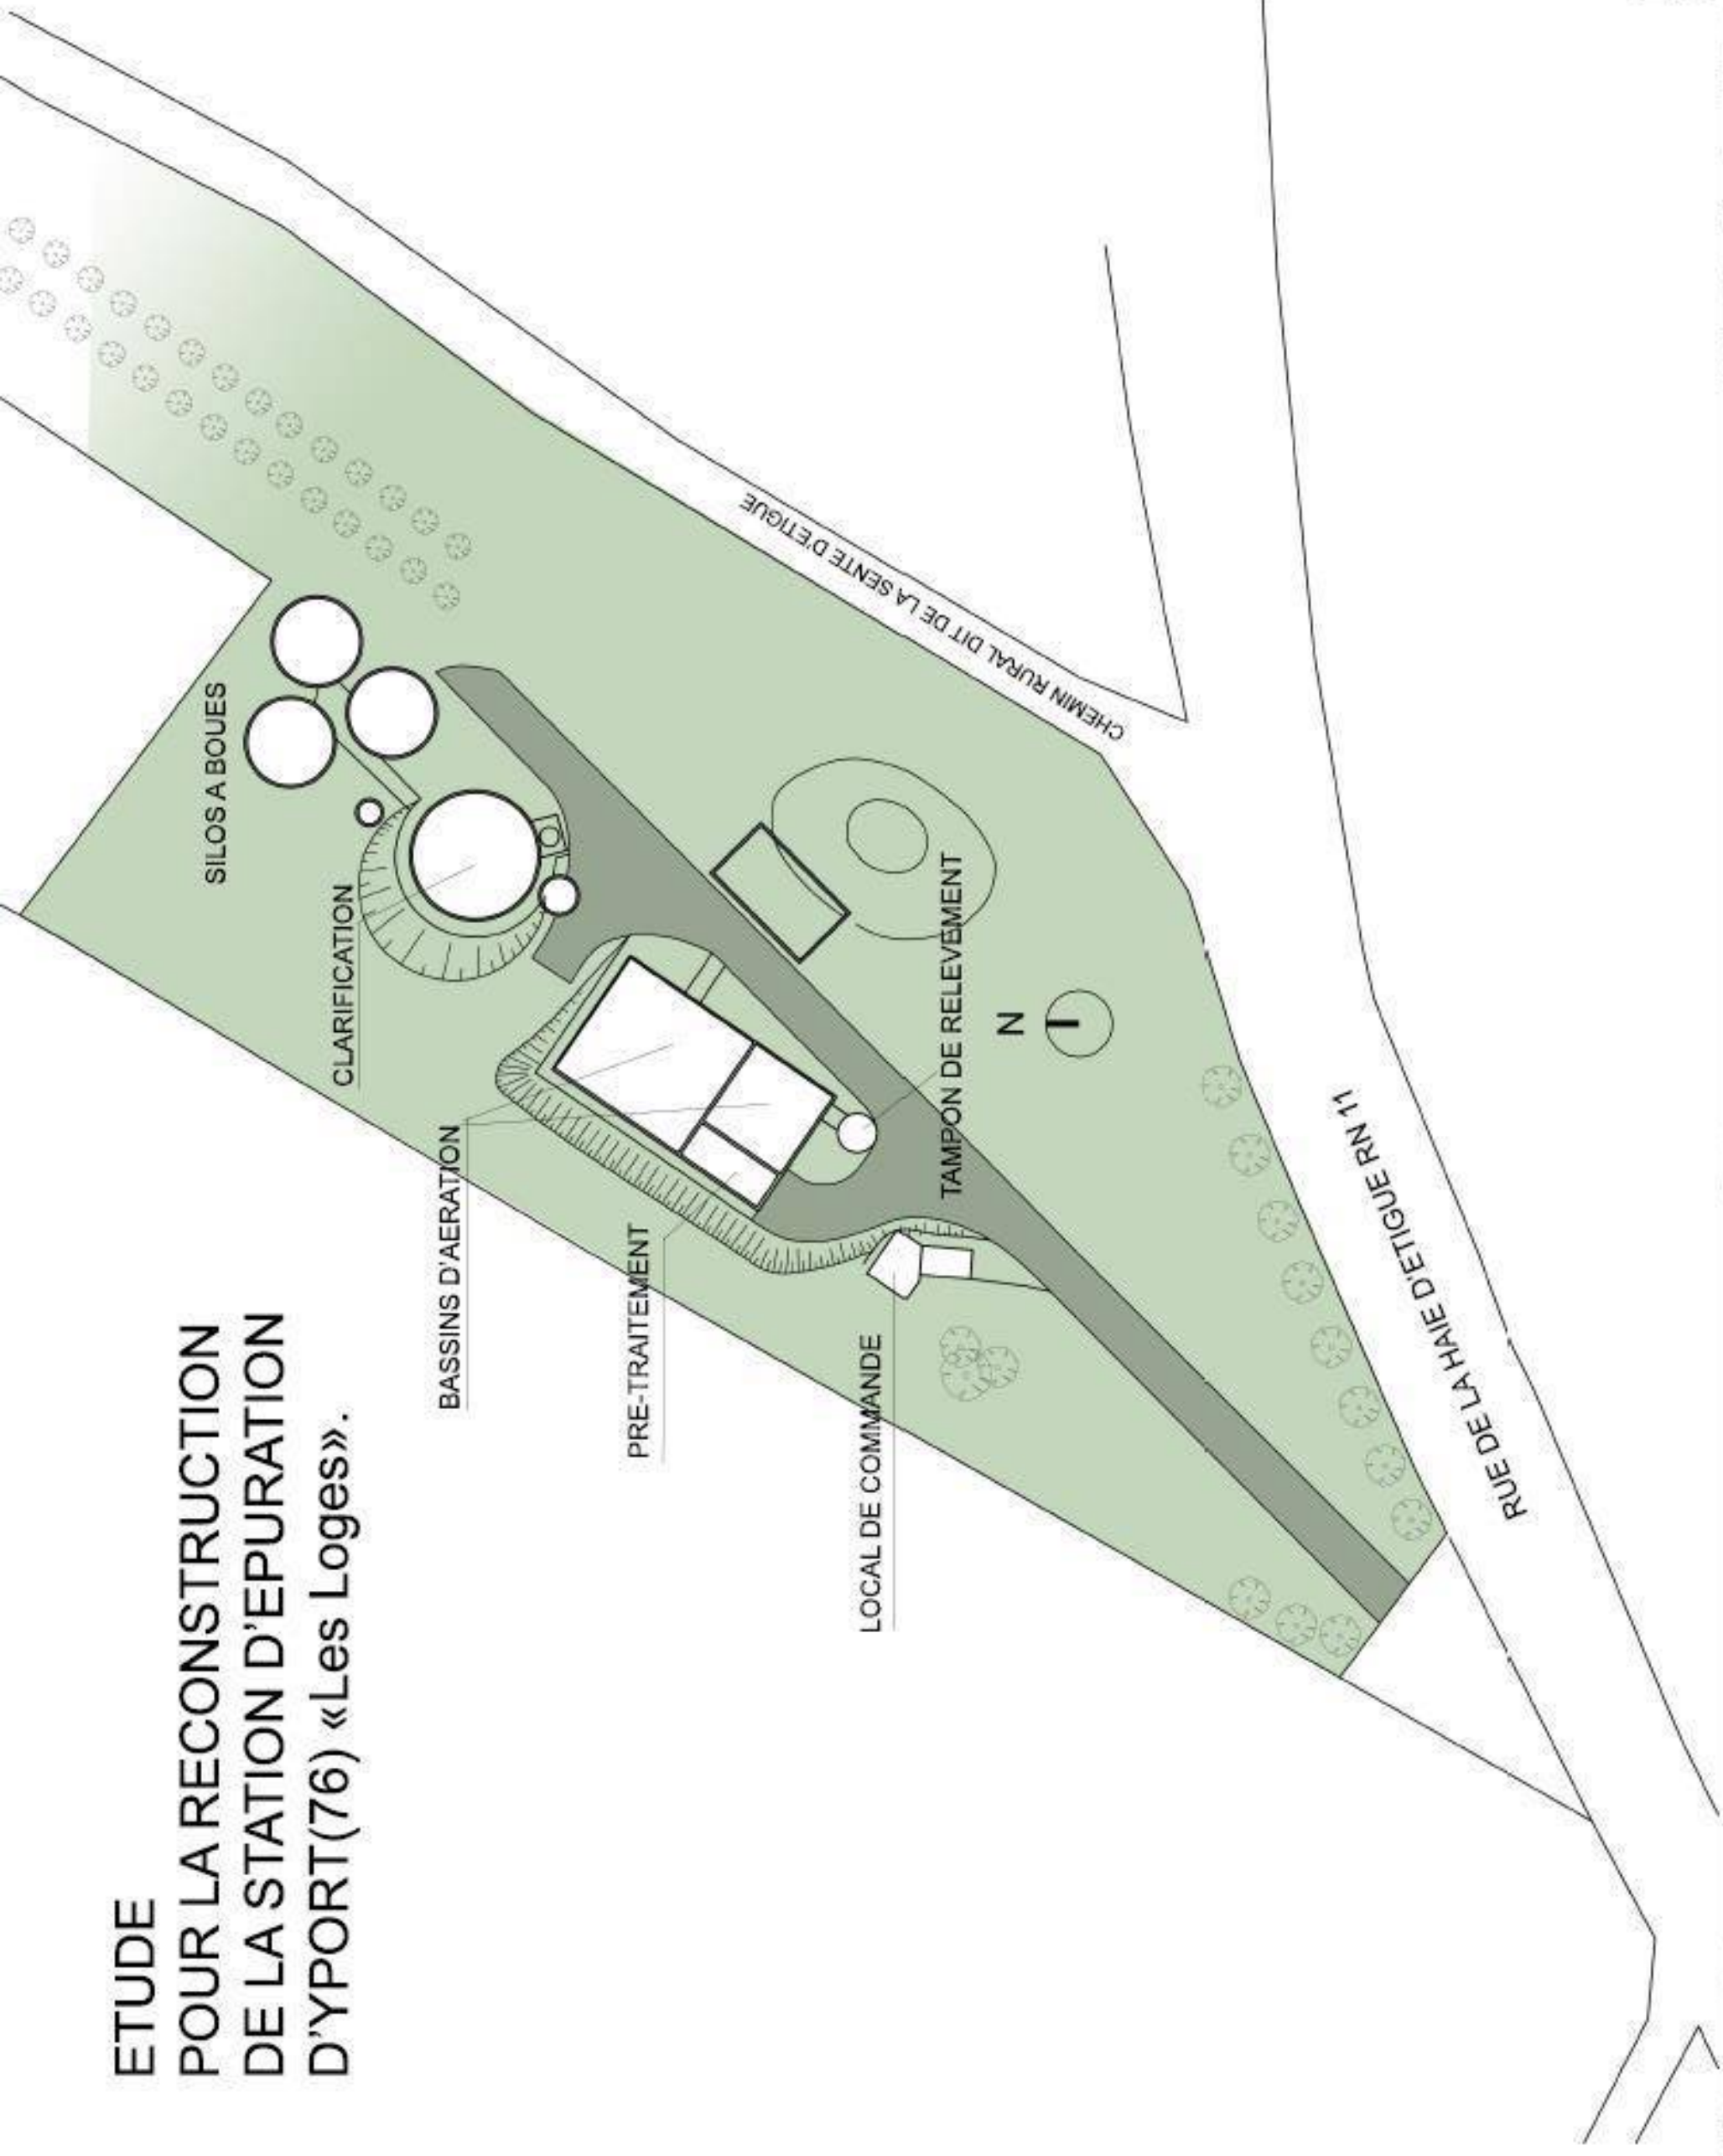 ETUDE
POUR LA RECONSTRUCTION
DE LA STATION D'EPURATION
D'YPORT(76) «Les Loges».
SILOS A BOUES
CLARIFICATION
BASSINS D'AERATION
PRE-TRAITEMENT
LOCAL DE COMMANDE
TAMPON DE RELEVEMENT
N
CHEMIN RURAL DIT DE LA SENTE D'ETIGUE
RUE DE LA HAIE D'ETIGUE RN 11